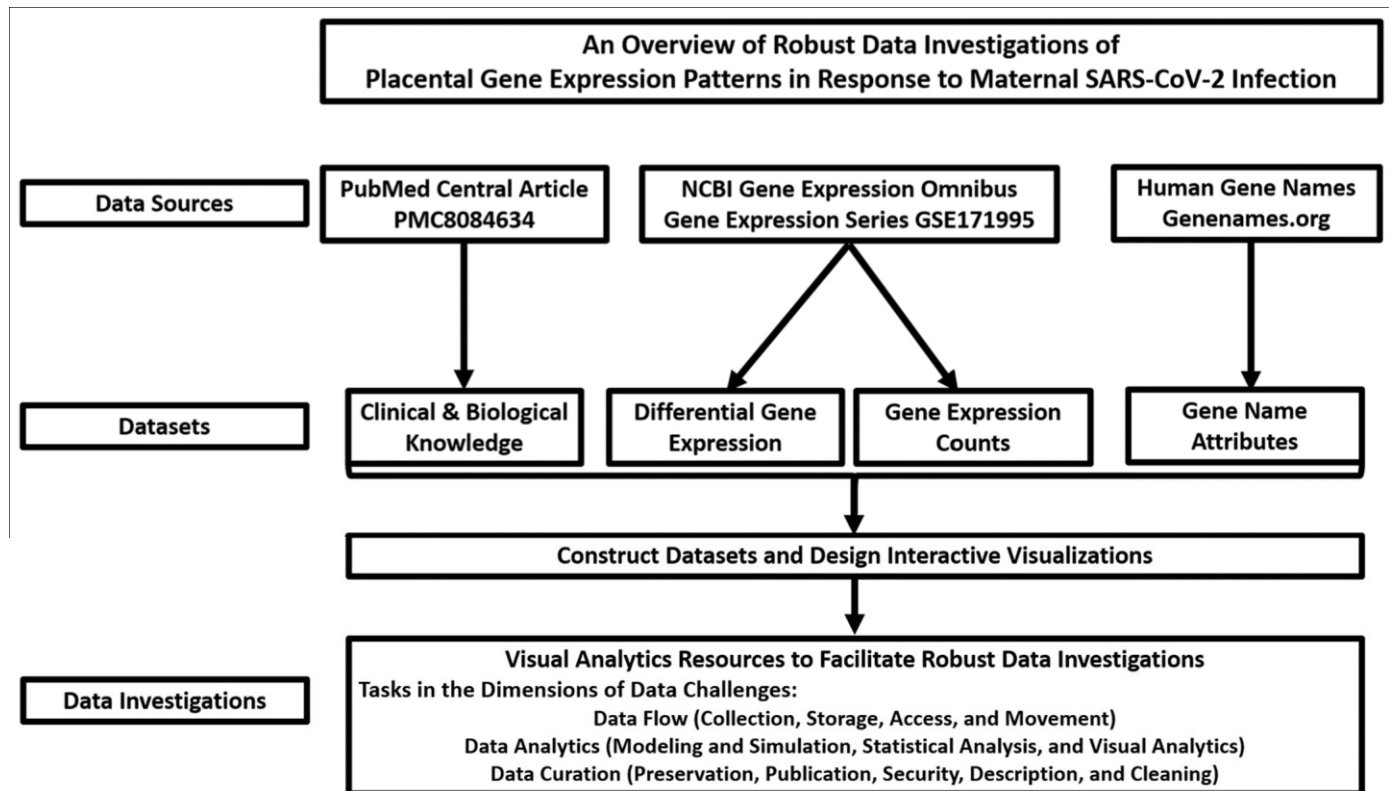 An Overview of Robust Data Investigations of
Placental Gene Expression Patterns in Response to Maternal SARS-CoV-2 Infection
Data Sources
PubMed Central Article
PMC8084634
NCBI Gene Expression Omnibus
Gene Expression Series GSE171995
Human Gene Names
Genenames.org
Datasets
Clinical & Biological
Knowledge
Differential Gene
Expression
Gene Expression
Counts
Gene Name
Attributes
Construct Datasets and Design Interactive Visualizations
Data Investigations
Visual Analytics Resources to Facilitate Robust Data Investigations
Tasks in the Dimensions of Data Challenges:
Data Flow (Collection, Storage, Access, and Movement)
Data Analytics (Modeling and Simulation, Statistical Analysis, and Visual Analytics)
Data Curation (Preservation, Publication, Security, Description, and Cleaning)